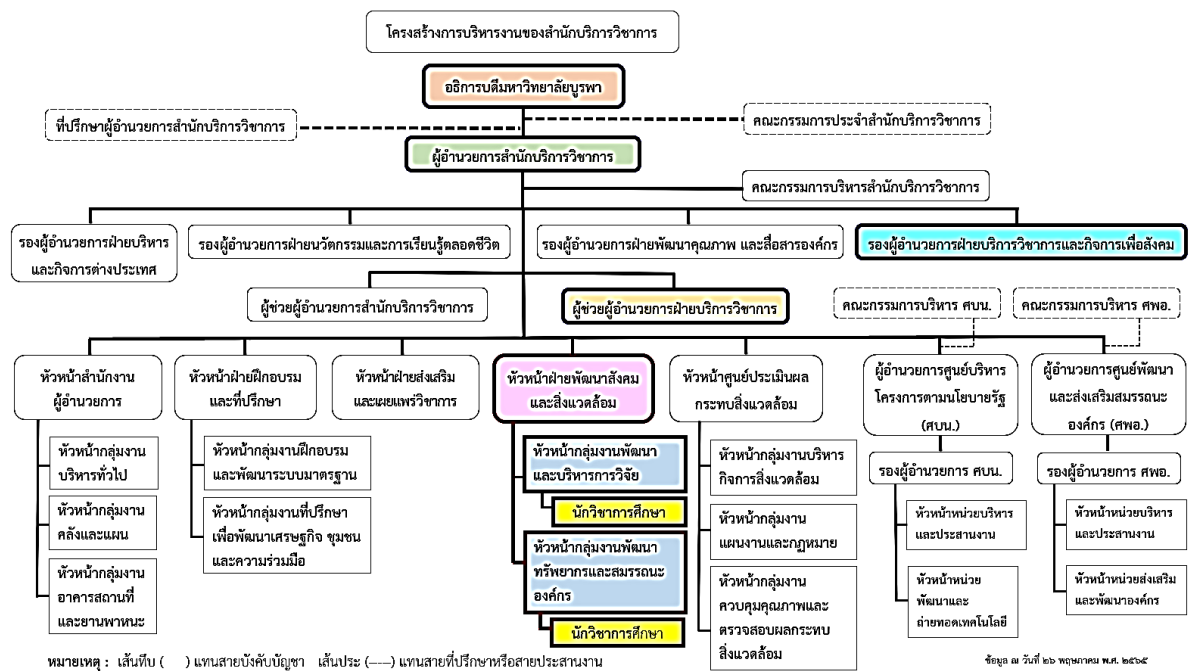 โครงสร้างการบริหารงานของสำนักบริการวิชาการ
อธิการบดีมหาวิทยาลัยบูรพา
ที่ปรึกษาผู้อำนวยการสำนักบริการวิชาการ
คณะกรรมการประจำสำนักบริการวิชาการ
ผู้อำนวยการสำนักบริการวิชาการ
คณะกรรมการบริหารสำนักบริการวิชาการ
รองผู้อำนวยการฝ่ายบริหาร
และกิจการต่างประเทศ
รองผู้อำนวยการฝ่ายนวัตกรรมและการเรียนรู้ตลอดชีวิต
รองผู้อำนวยการฝ่ายพัฒนาคุณภาพ และสื่อสารองค์กร
รองผู้อำนวยการฝ่ายบริการวิชาการและกิจการเพื่อสังคม
ผู้ช่วยผู้อำนวยการสำนักบริการวิชาการ
ผู้ช่วยผู้อำนวยการฝ่ายบริการวิชาการ
คณะกรรมการบริหาร ศบน.
คณะกรรมการบริหาร ศพอ.
หัวหน้าสำนักงาน
ผู้อำนวยการ
หัวหน้าฝ่ายฝึกอบรม
และที่ปรึกษา
หัวหน้าฝ่ายส่งเสริม
และเผยแพร่วิชาการ
หัวหน้าฝ่ายพัฒนาสังคม
และสิ่งแวดล้อม
หัวหน้าศูนย์ประเมินผล
กระทบสิ่งแวดล้อม
ผู้อำนวยการศูนย์บริหาร
โครงการตามนโยบายรัฐ
(ศบน.)
ผู้อำนวยการศูนย์พัฒนา
และส่งเสริมสมรรถนะ
องค์กร (ศพอ.)
หัวหน้ากลุ่มงาน
บริหารทั่วไป
หัวหน้ากลุ่มงาน
คลังและแผน
หัวหน้ากลุ่มงาน
อาคารสถานที่
และยานพาหนะ
หัวหน้ากลุ่มงานฝึกอบรม
และพัฒนาระบบมาตรฐาน
หัวหน้ากลุ่มงานที่ปรึกษา
เพื่อพัฒนาเศรษฐกิจ ชุมชน
และความร่วมมือ
หัวหน้ากลุ่มงานพัฒนา
และบริหารการวิจัย
นักวิชาการศึกษา
หัวหน้ากลุ่มงานพัฒนา
ทรัพยากรและสมรรถนะ
องค์กร
นักวิชาการศึกษา
หัวหน้ากลุ่มงานบริหาร
กิจการสิ่งแวดล้อม
หัวหน้ากลุ่มงาน
แผนงานและกฎหมาย
หัวหน้ากลุ่มงาน
ควบคุมคุณภาพและ
ตรวจสอบผลกระทบ
สิ่งแวดล้อม
รองผู้อำนวยการ ศบน.
หัวหน้าหน่วยบริหาร
และประสานงาน
หัวหน้าหน่วย
พัฒนาและ
ถ่ายทอดเทคโนโลยี
รองผู้อำนวยการ ศพอ.
หัวหน้าหน่วยบริหาร
และประสานงาน
หัวหน้าหน่วยส่งเสริม
และพัฒนาองค์กร
หมายเหตุ : เส้นทึบ ( ) แทนสายบังคับบัญชา เส้นประ (----) แทนสายที่ปรึกษาหรือสายประสานงาน
ข้อมูล ณ วันที่ ๒๖ พฤษภาคม พ.ศ. ๒๕๖๕